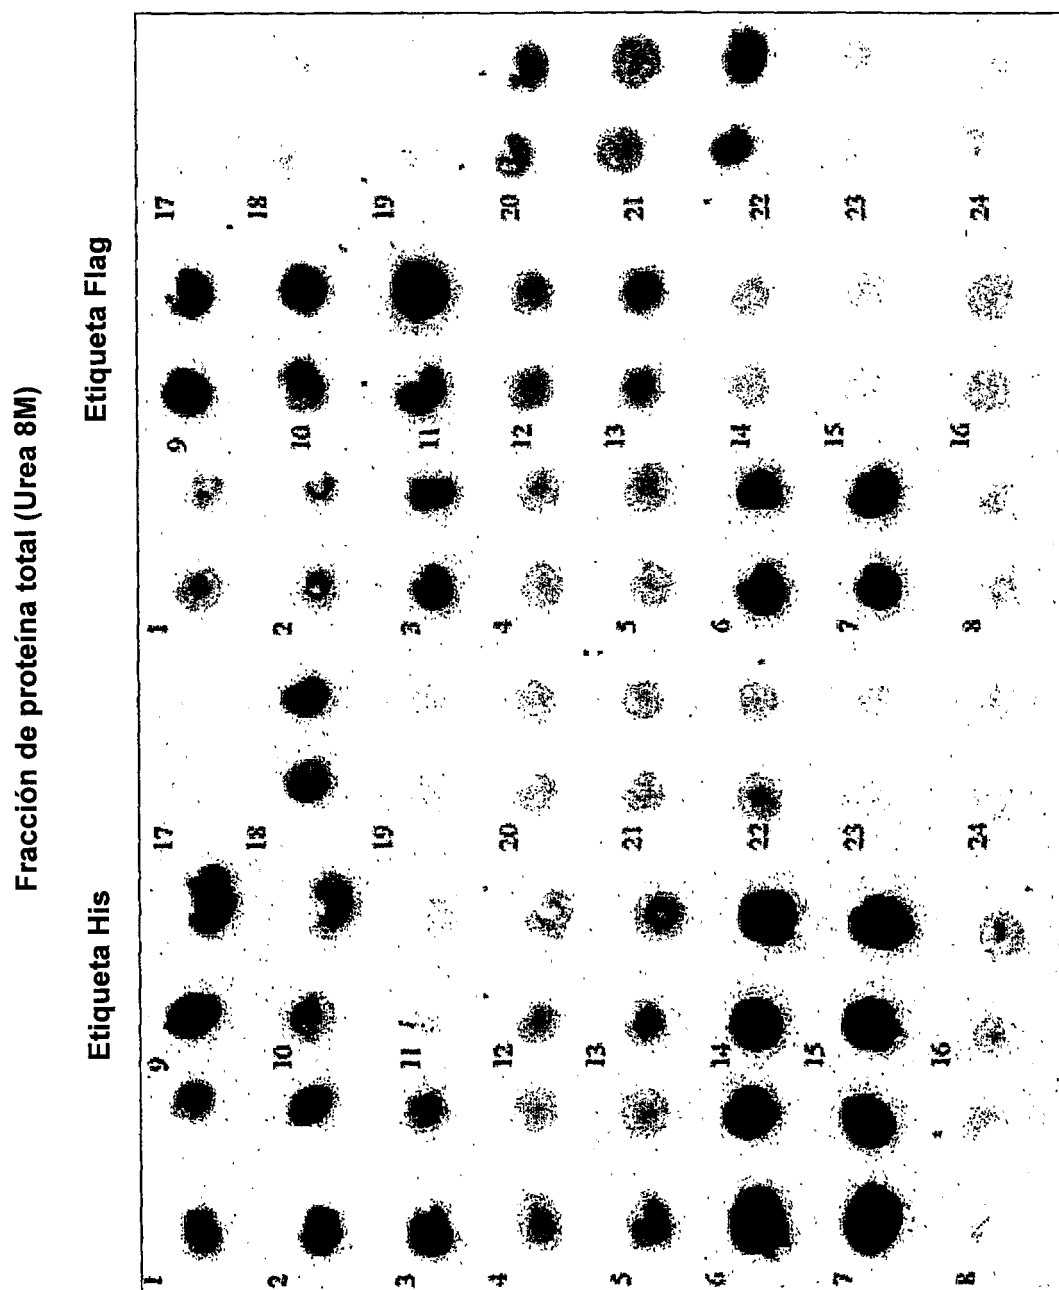 Fracción de proteína total (Urea 8M)
Etiqueta His Etiqueta Flag
1 9 17 1 9 17
2 10 18 2 10 18
3 11 19 3 11 19
4 12 20 4 12 20
5 13 21 5 13 21
6 14 22 6 14 22
7 15 23 7 15 23
8 16 24 8 16 24